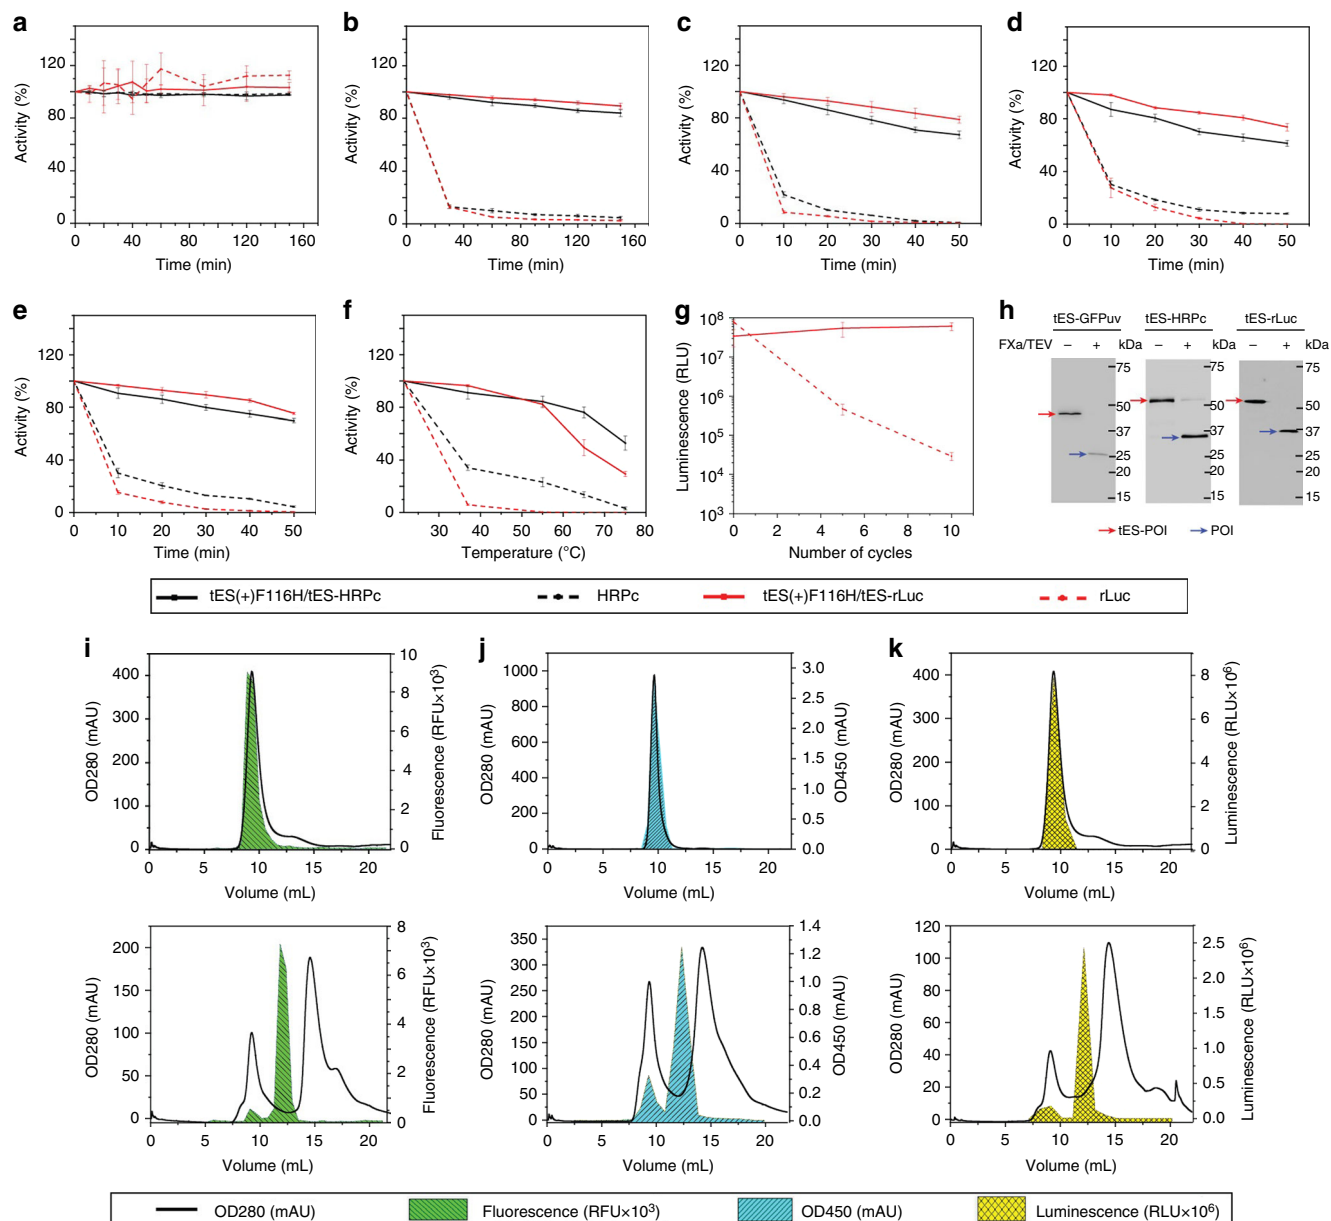 a
Activity (%)
120
80
40
0
0 40 80 120 160
Time (min)
b
Activity (%)
120
80
40
0
0 40 80 120 160
Time (min)
c
Activity (%)
120
80
40
0
0 10 20 30 40 50
Time (min)
d
Activity (%)
120
80
40
0
0 10 20 30 40 50
Time (min)
e
Activity (%)
120
80
40
0
0 10 20 30 40 50
Time (min)
f
Activity (%)
120
80
40
0
30 40 50 60 70 80
Temperature (°C)
g
Luminescence (RLU)
10⁸
10⁷
10⁶
10⁵
10⁴
10³
0 5 10
Number of cycles
h
tES-GFPuv tES-HRPc tES-rLuc
FXa/TEV – + kDa – + kDa – + kDa
75 75 75
50 50 50
37 37 37
25 25 25
20 20 20
15 15 15
tES-POI POI
tES(+)F116H/tES-HRPc HRPc tES(+)F116H/tES-rLuc rLuc
i
OD280 (mAU)
400
300
200
100
0
0 5 10 15 20
Volume (mL)
10
8
6
4
2
0
Fluorescence (RFU×10³)
j
OD280 (mAU)
1000
800
600
400
200
0
0 5 10 15 20
Volume (mL)
3.0
2.5
2.0
1.5
1.0
0.5
0.0
OD450 (mAU)
k
OD280 (mAU)
400
300
200
100
0
0 5 10 15 20
Volume (mL)
8
6
4
2
0
Luminescence (RLU×10⁶)
OD280 (mAU)
200
150
100
50
0
0 5 10 15 20
Volume (mL)
8
6
4
2
0
Fluorescence (RFU×10³)
OD280 (mAU)
350
300
250
200
150
100
50
0
0 5 10 15 20
Volume (mL)
1.4
1.2
1.0
0.8
0.6
0.4
0.2
0.0
OD450 (mAU)
OD280 (mAU)
120
100
80
60
40
20
0
0 5 10 15 20
Volume (mL)
2.5
2.0
1.5
1.0
0.5
0.0
Luminescence (RLU×10⁶)
OD280 (mAU) Fluorescence (RFU×10³) OD450 (mAU) Luminescence (RLU×10⁶)